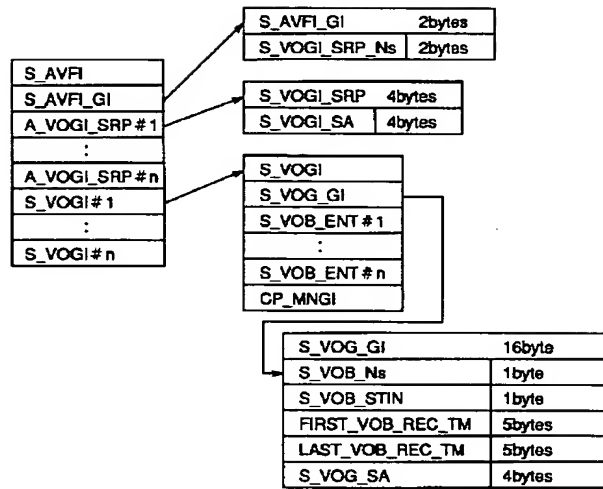 S_AVFI
S_AVFI_GI
A_VOGI_SRP#1
:
A_VOGI_SRP#n
S_VOGI#1
:
S_VOGI#n
S_AVFI_GI 2bytes
S_VOGI_SRP_Ns 2bytes
S_VOGI_SRP 4bytes
S_VOGI_SA 4bytes
S_VOGI
S_VOG_GI
S_VOB_ENT#1
:
S_VOB_ENT#n
CP_MNGI
S_VOG_GI 16byte
S_VOB_Ns 1byte
S_VOB_STIN 1byte
FIRST_VOB_REC_TM 5bytes
LAST_VOB_REC_TM 5bytes
S_VOG_SA 4bytes